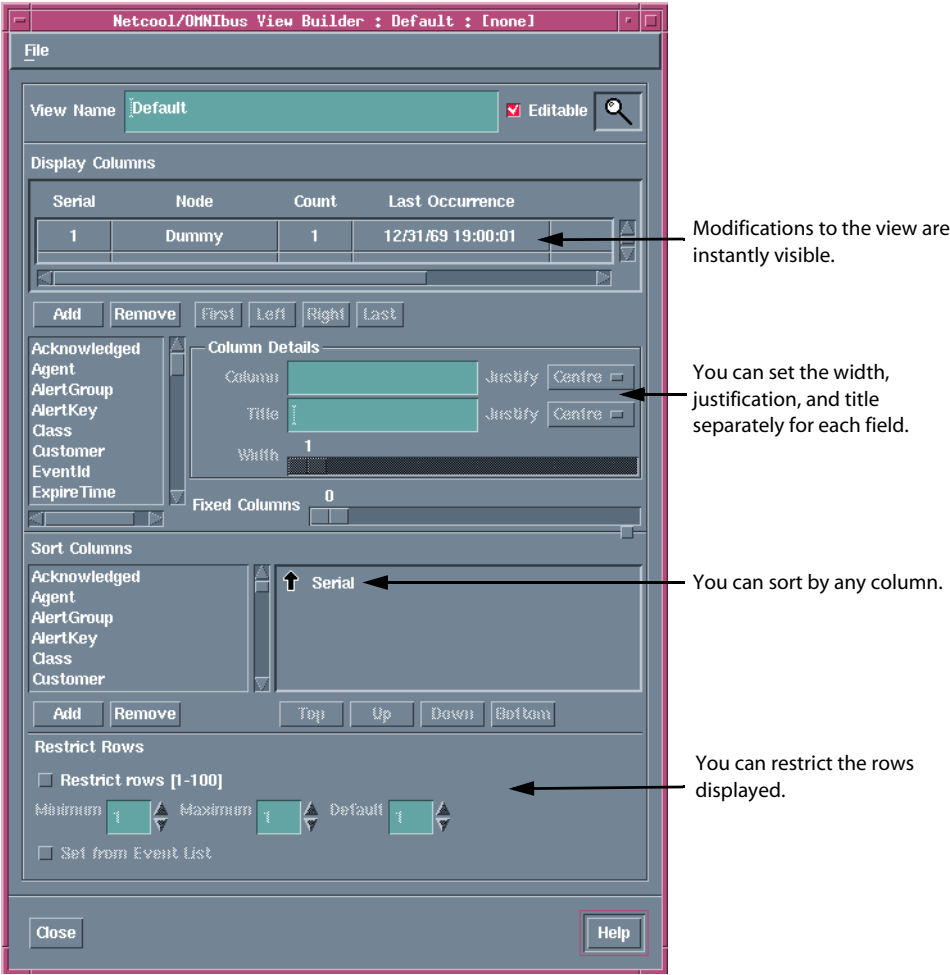 Netcool/OMNIbus View Builder : Default : [none]
File
View Name Default Editable
Display Columns
Serial Node Count Last Occurrence
1 Dummy 1 12/31/69 19:00:01
Modifications to the view are
instantly visible.
Add Remove First Left Right Last
Acknowledged
Agent
AlertGroup
AlertKey
Class
Customer
EventId
ExpireTime
Column Details
Column Justify Centre
Title Justify Centre
Width 1
Fixed Columns 0
You can set the width,
justification, and title
separately for each field.
Sort Columns
Acknowledged
Agent
AlertGroup
AlertKey
Class
Customer
Serial
You can sort by any column.
Add Remove Top Up Down Bottom
Restrict Rows
Restrict rows [1-100]
Minimum 1 Maximum 1 Default 1
Set from Event List
You can restrict the rows
displayed.
Close Help